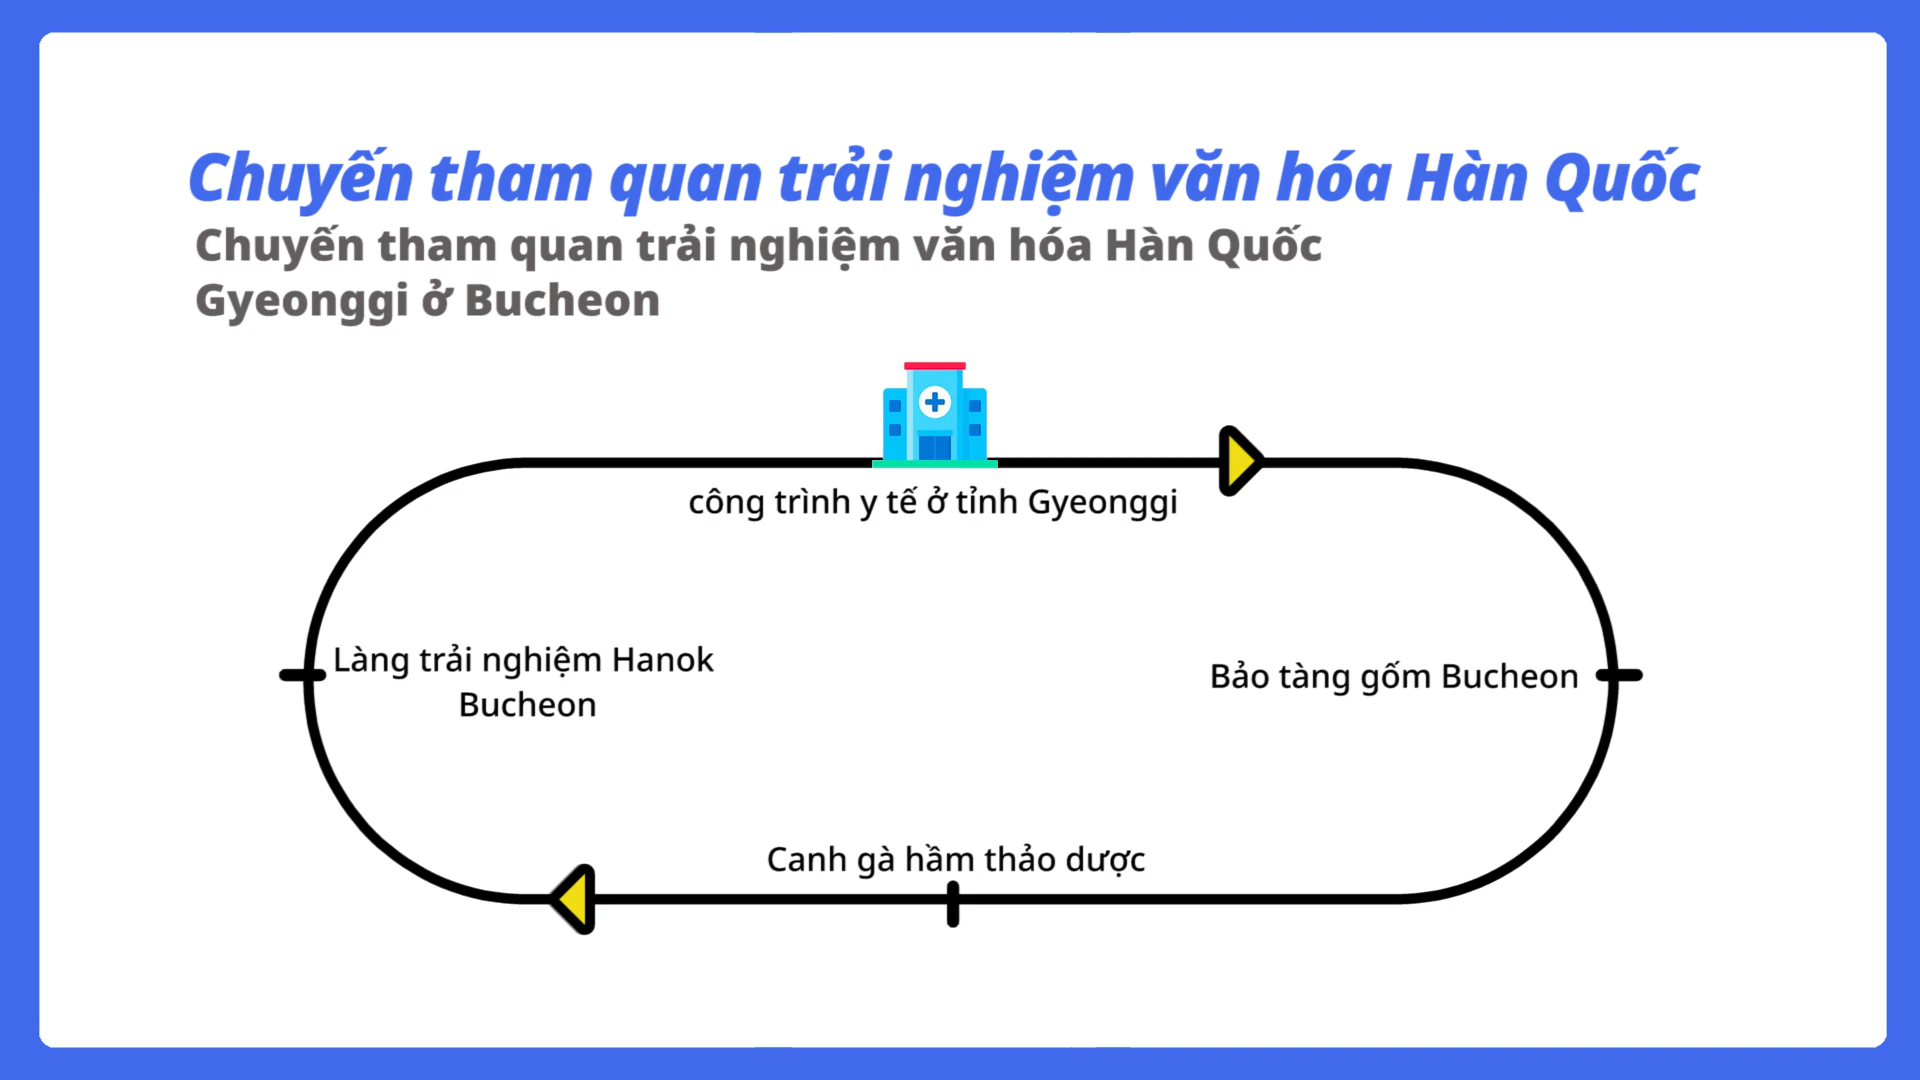 Chuyến tham quan trải nghiệm văn hóa Hàn Quốc
Chuyến tham quan trải nghiệm văn hóa Hàn Quốc
Gyeonggi ở Bucheon
công trình y tế ở tỉnh Gyeonggi
Làng trải nghiệm Hanok
Bucheon
Bảo tàng gốm Bucheon
Canh gà hầm thảo dược